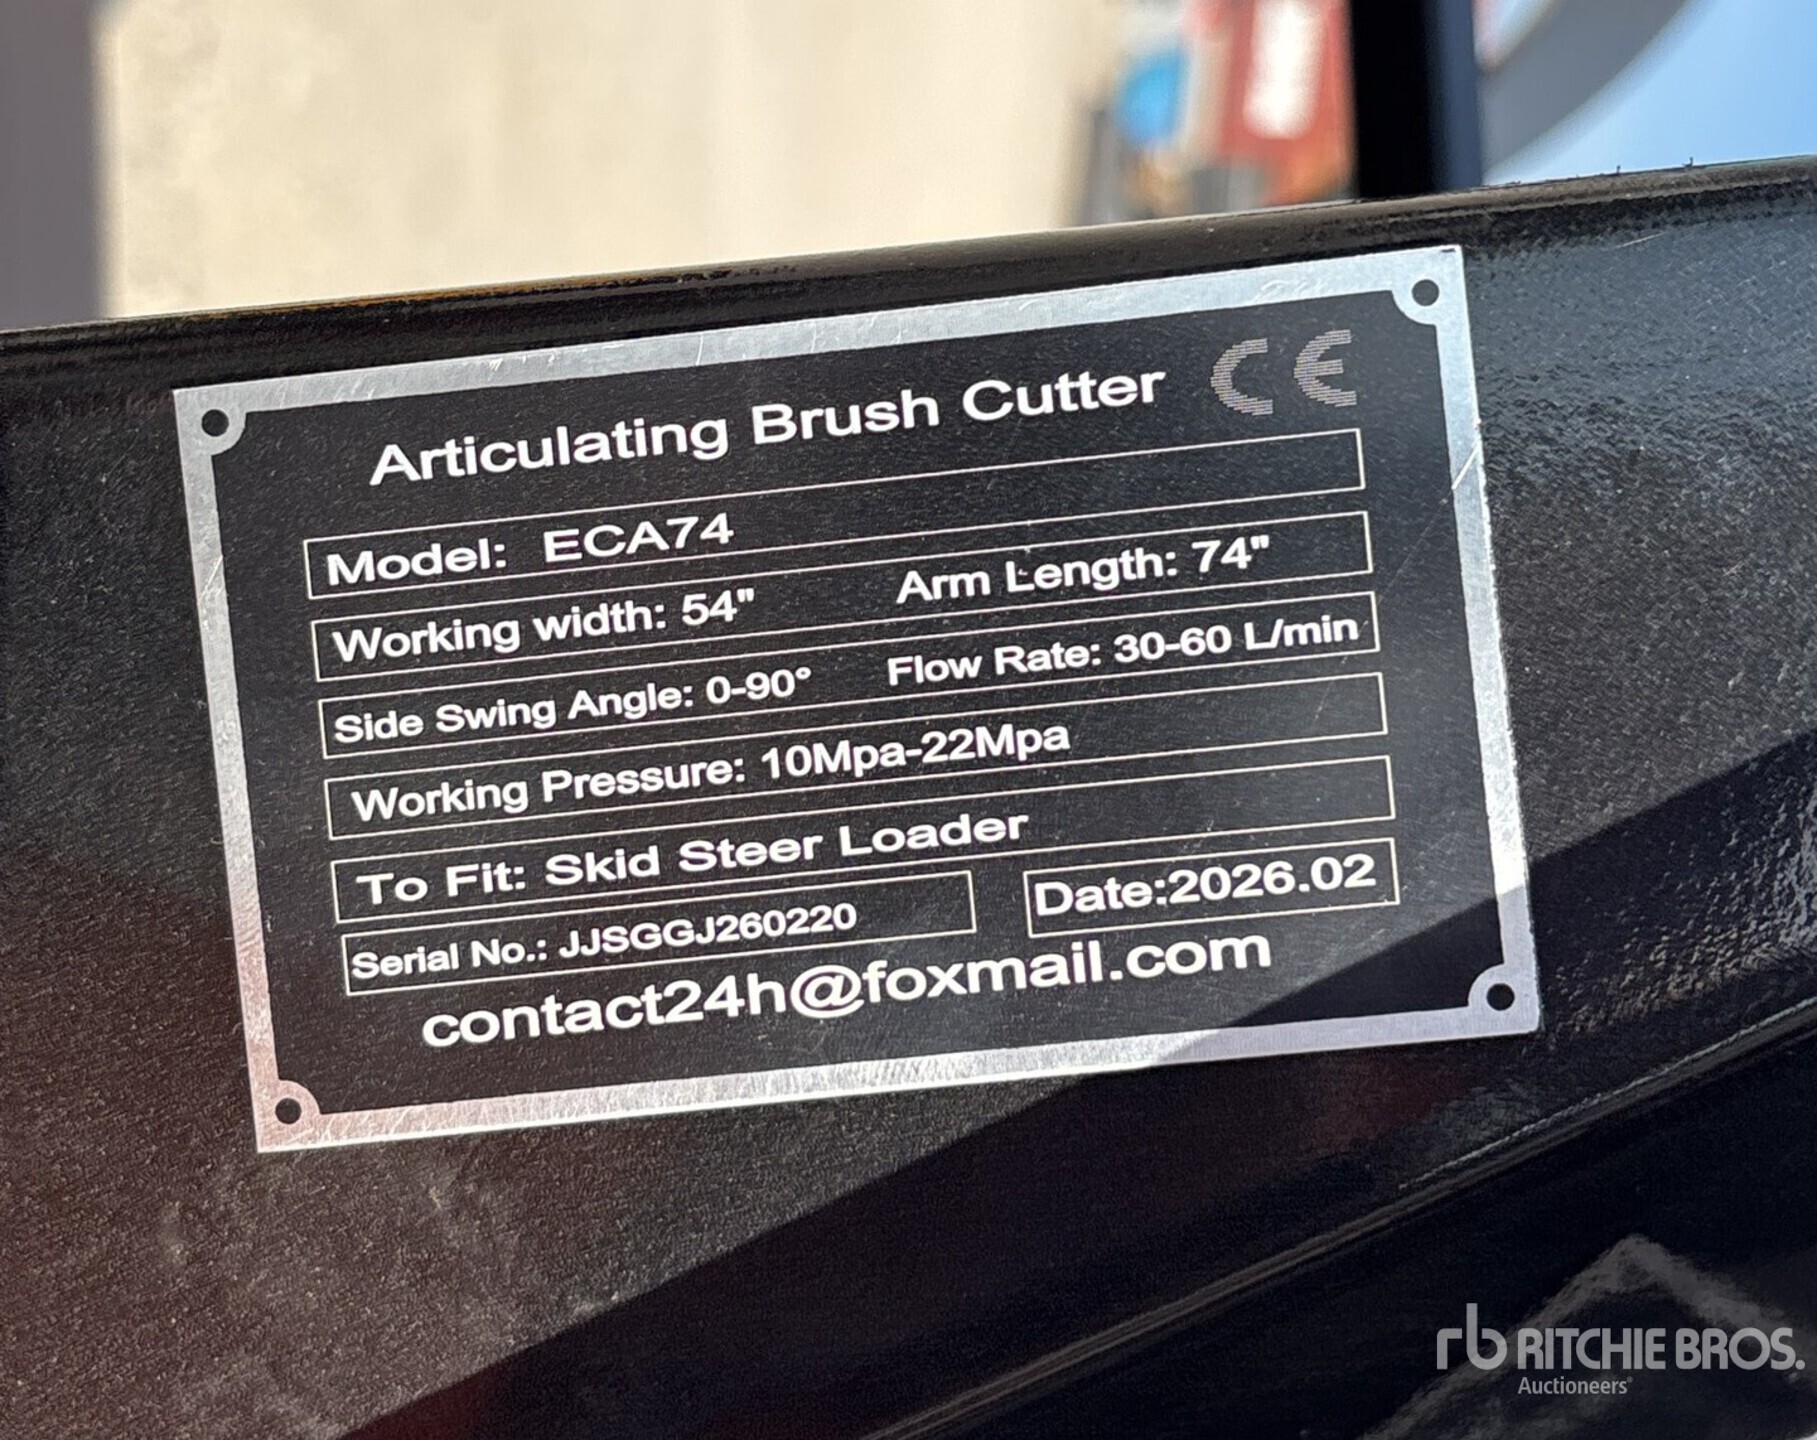 Articulating Brush Cutter CE
Model: ECA74
Working width: 54" Arm Length: 74"
Side Swing Angle: 0-90° Flow Rate: 30-60 L/min
Working Pressure: 10Mpa-22Mpa
To Fit: Skid Steer Loader
Serial No.: JJSGGJ260220 Date:2026.02
contact24h@foxmail.com
rb RITCHIE BROS.
Auctioneers